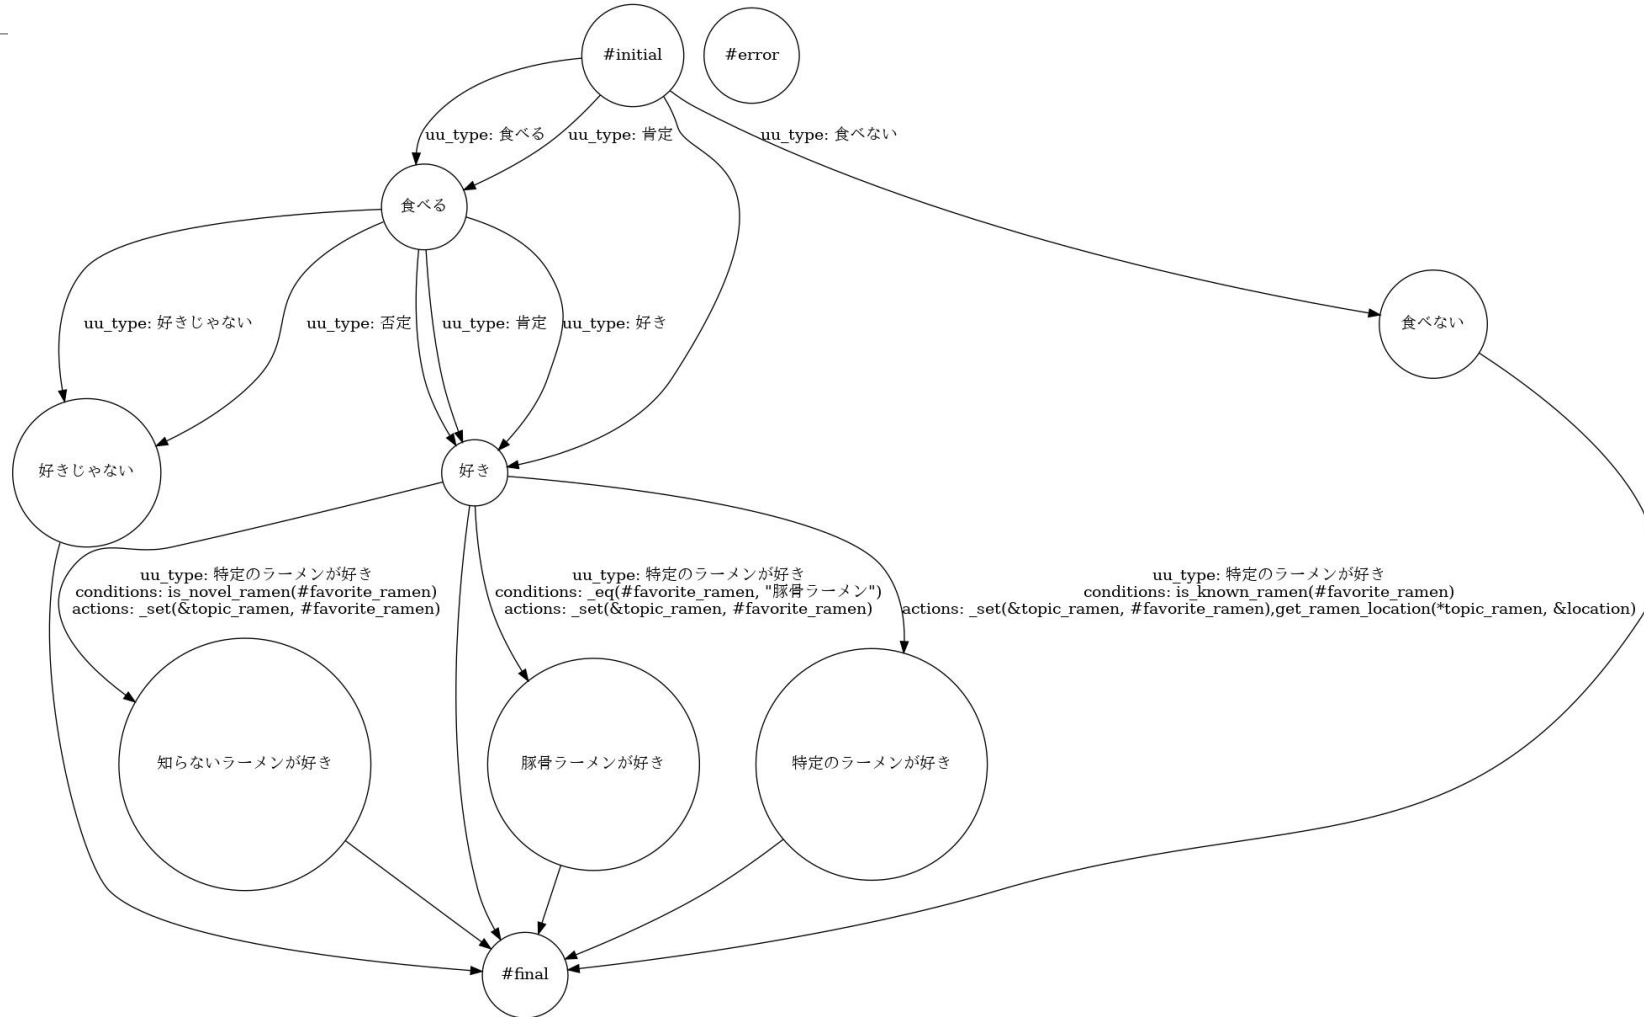 #initial
#error
uu_type: 食べる
uu_type: 肯定
uu_type: 食べない
食べる
uu_type: 好きじゃない
uu_type: 否定
uu_type: 肯定
uu_type: 好き
食べない
好きじゃない
好き
uu_type: 特定のラーメンが好き
conditions: is_novel_ramen(#favorite_ramen)
actions: _set(&topic_ramen, #favorite_ramen)
uu_type: 特定のラーメンが好き
conditions: _eq(#favorite_ramen, "豚骨ラーメン")
actions: _set(&topic_ramen, #favorite_ramen)
uu_type: 特定のラーメンが好き
conditions: is_known_ramen(#favorite_ramen)
actions: _set(&topic_ramen, #favorite_ramen),get_ramen_location(*topic_ramen, &location)
知らないラーメンが好き
豚骨ラーメンが好き
特定のラーメンが好き
#final